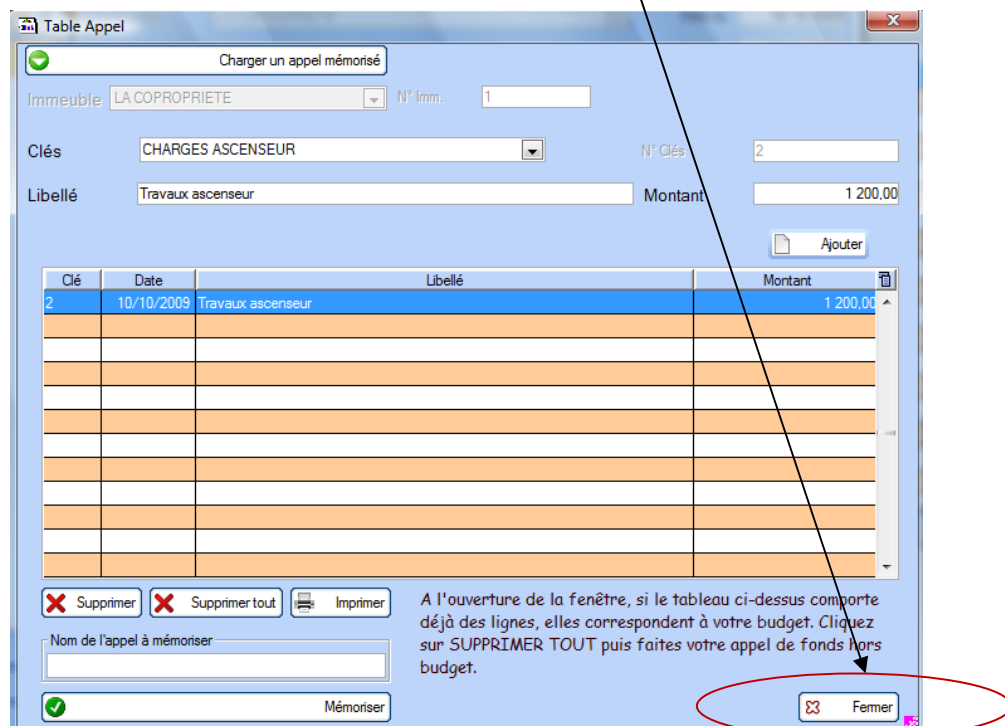 Table Appel
Charger un appel mémorisé
Immeuble LA COPROPRIETE N° Imm. 1
Clés CHARGES ASCENSEUR N° Clés 2
Libellé Travaux ascenseur Montant 1 200,00
Ajouter
Clé Date Libellé Montant
2 10/10/2009 Travaux ascenseur 1 200,00
Supprimer Supprimer tout Imprimer
A l'ouverture de la fenêtre, si le tableau ci-dessus comporte
déjà des lignes, elles correspondent à votre budget. Cliquez
sur SUPPRIMER TOUT puis faites votre appel de fonds hors
budget.
Nom de l'appel à mémoriser
Mémoriser
Fermer